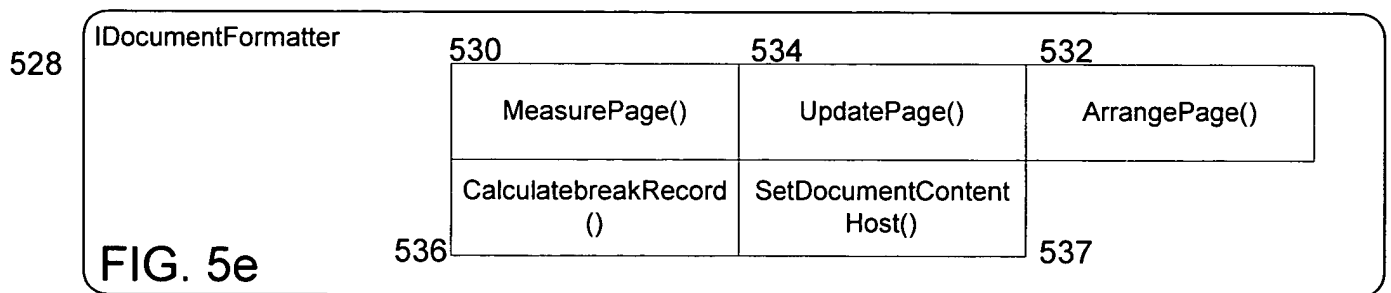 IDocumentFormatter
528
530
534
532
MeasurePage()
UpdatePage()
ArrangePage()
CalculatebreakRecord
()
SetDocumentContent
Host()
536
537
FIG. 5e